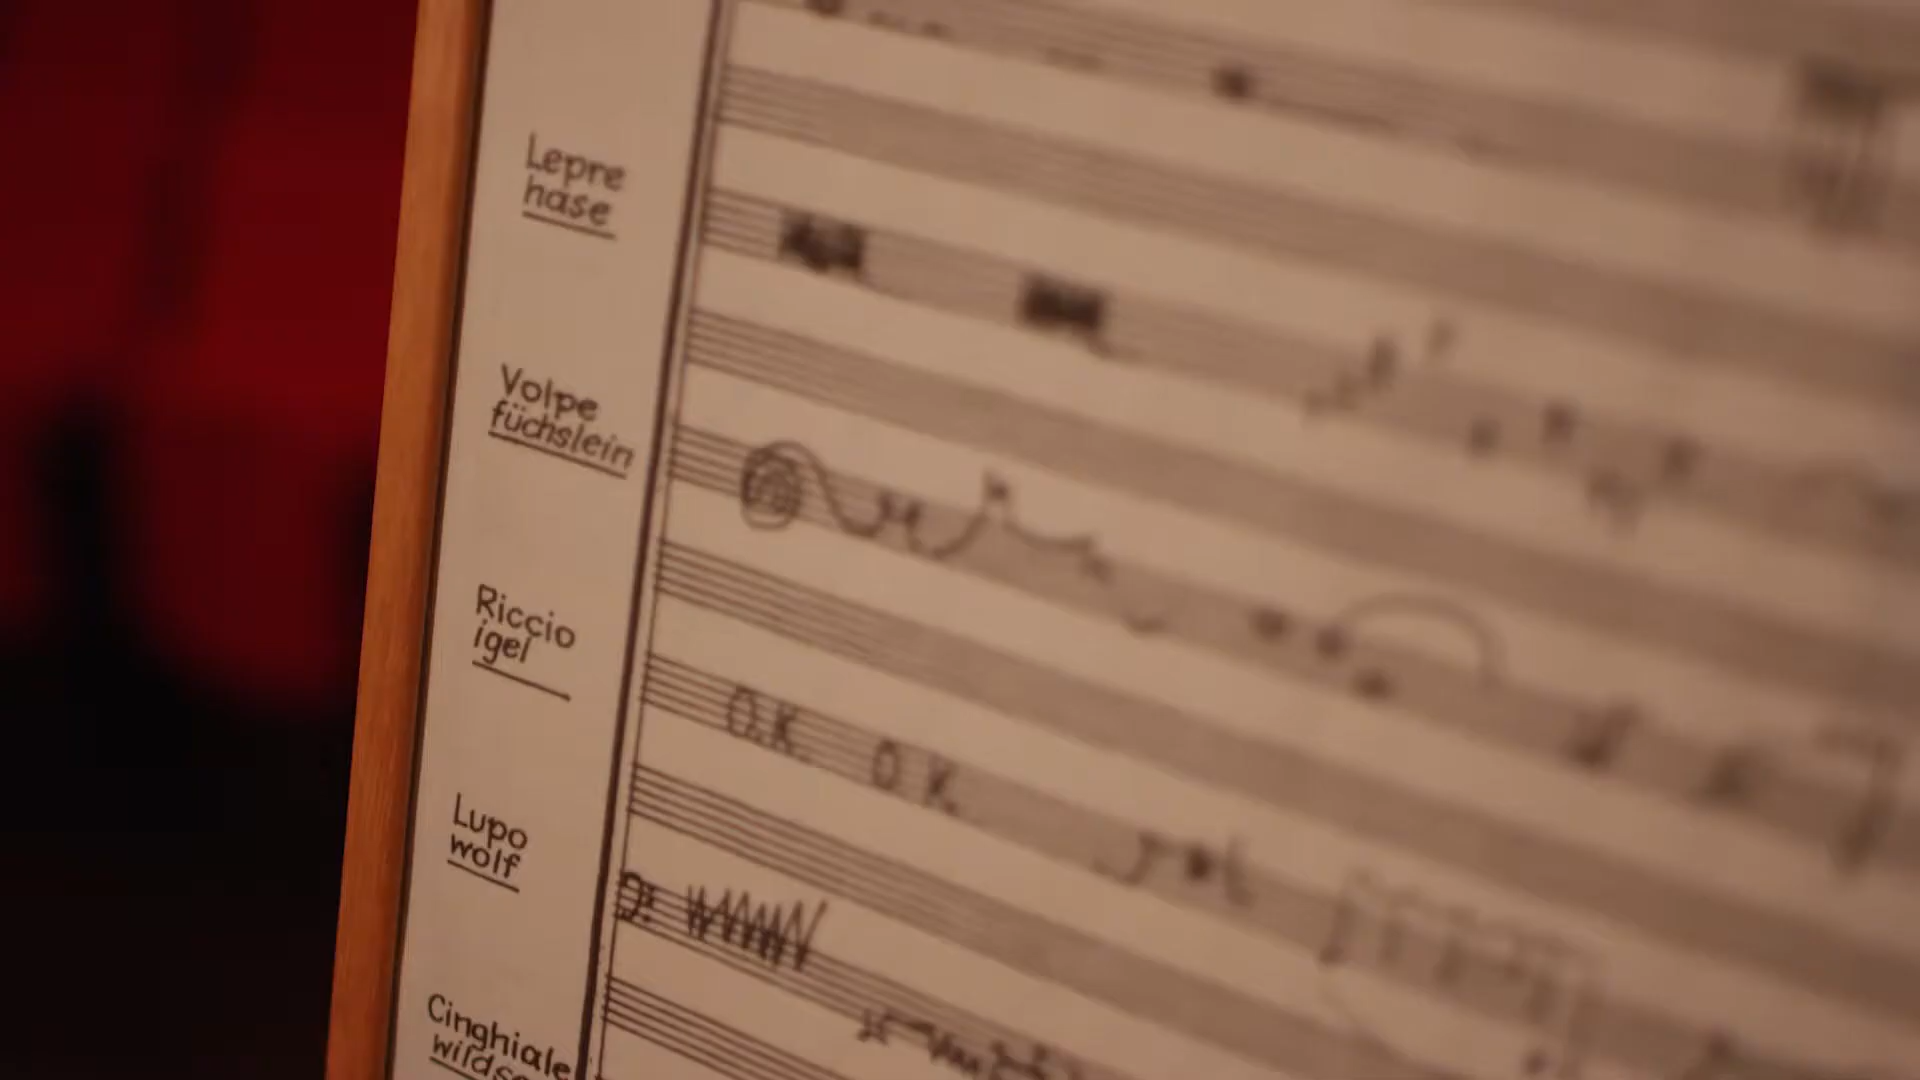 Lepre
hase
Volpe
füchslein
Riccio
igel
O.K.
O K.
Lupo
wolf
Cinghiale